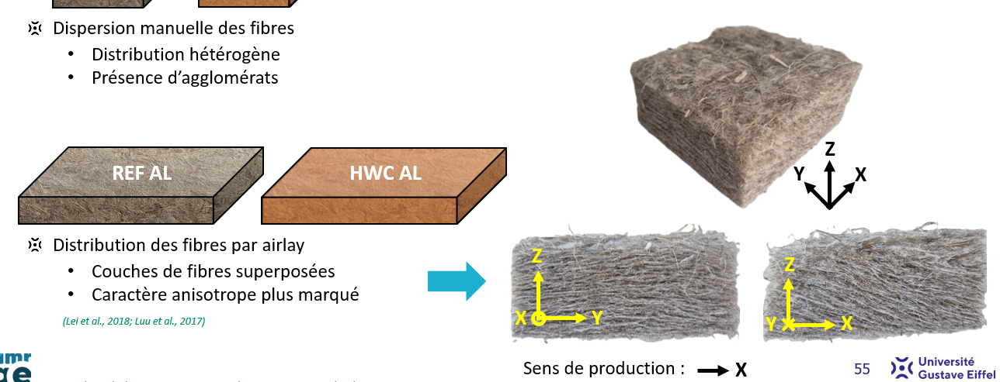 Dispersion manuelle des fibres
• Distribution hétérogène
• Présence d'agglomérats
REF AL
HWC AL
Distribution des fibres par airlay
• Couches de fibres superposées
• Caractère anisotrope plus marqué
(Lei et al., 2018; Luu et al., 2017)
Z
Y
X
Z
X
Y
Z
Y
X
Sens de production :
X
55
Université
Gustave Eiffel